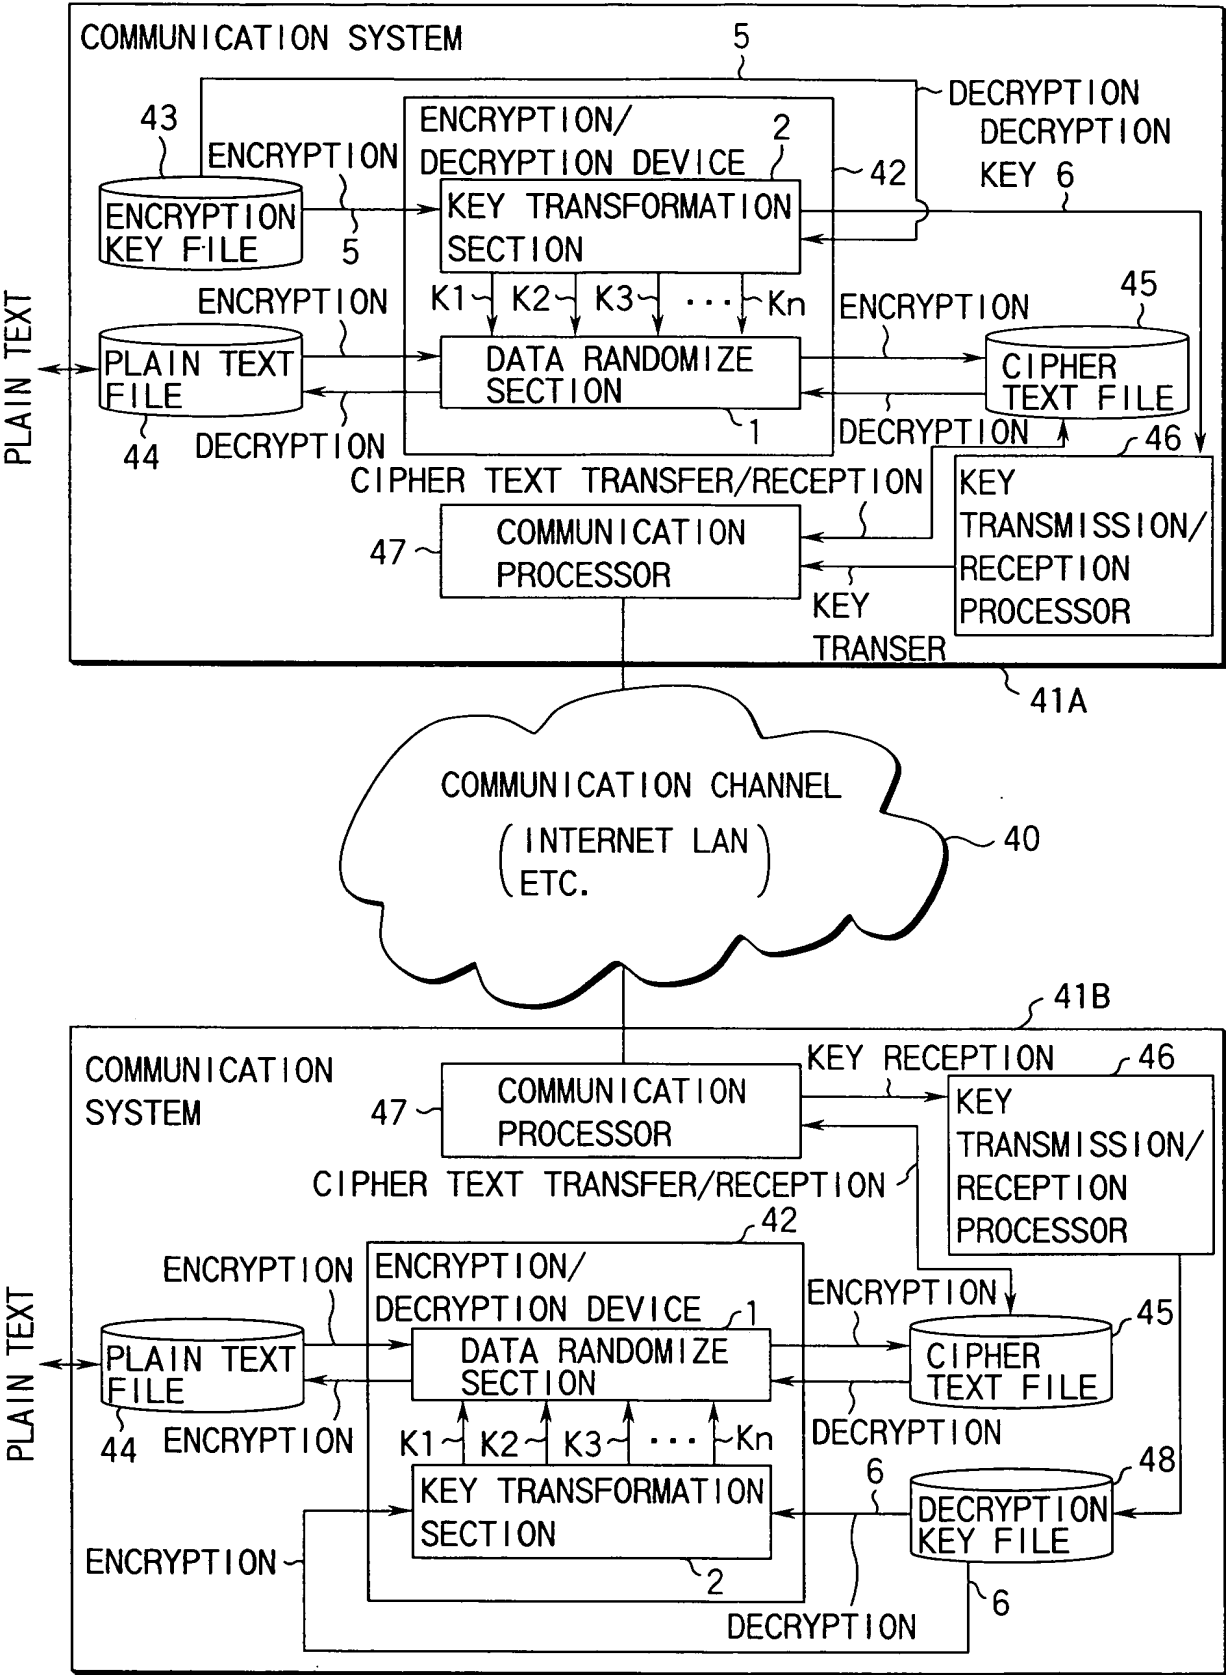 COMMUNICATION SYSTEM
5
DECRYPTION
43
ENCRYPTION
ENCRYPTION/
DECRYPTION DEVICE
2
42
DECRYPTION
KEY 6
ENCRYPTION
KEY FILE
5
KEY TRANSFORMATION
SECTION
K1
K2
K3
...
Kn
ENCRYPTION
ENCRYPTION
45
PLAIN TEXT
PLAIN TEXT
FILE
44
DECRYPTION
DATA RANDOMIZE
SECTION
1
CIPHER
TEXT FILE
DECRYPTION
46
CIPHER TEXT TRANSFER/RECEPTION
47
COMMUNICATION
PROCESSOR
KEY
TRANSMISSION/
RECEPTION
PROCESSOR
KEY
TRANSER
41A
COMMUNICATION CHANNEL
(INTERNET LAN
ETC.)
40
41B
COMMUNICATION
SYSTEM
47
COMMUNICATION
PROCESSOR
KEY RECEPTION
46
KEY
TRANSMISSION/
RECEPTION
PROCESSOR
CIPHER TEXT TRANSFER/RECEPTION
42
ENCRYPTION
ENCRYPTION/
DECRYPTION DEVICE
1
ENCRYPTION
45
PLAIN TEXT
PLAIN TEXT
FILE
44
ENCRYPTION
DATA RANDOMIZE
SECTION
CIPHER
TEXT FILE
DECRYPTION
K1
K2
K3
...
Kn
6
48
KEY TRANSFORMATION
SECTION
2
DECRYPTION
KEY FILE
ENCRYPTION
DECRYPTION
6